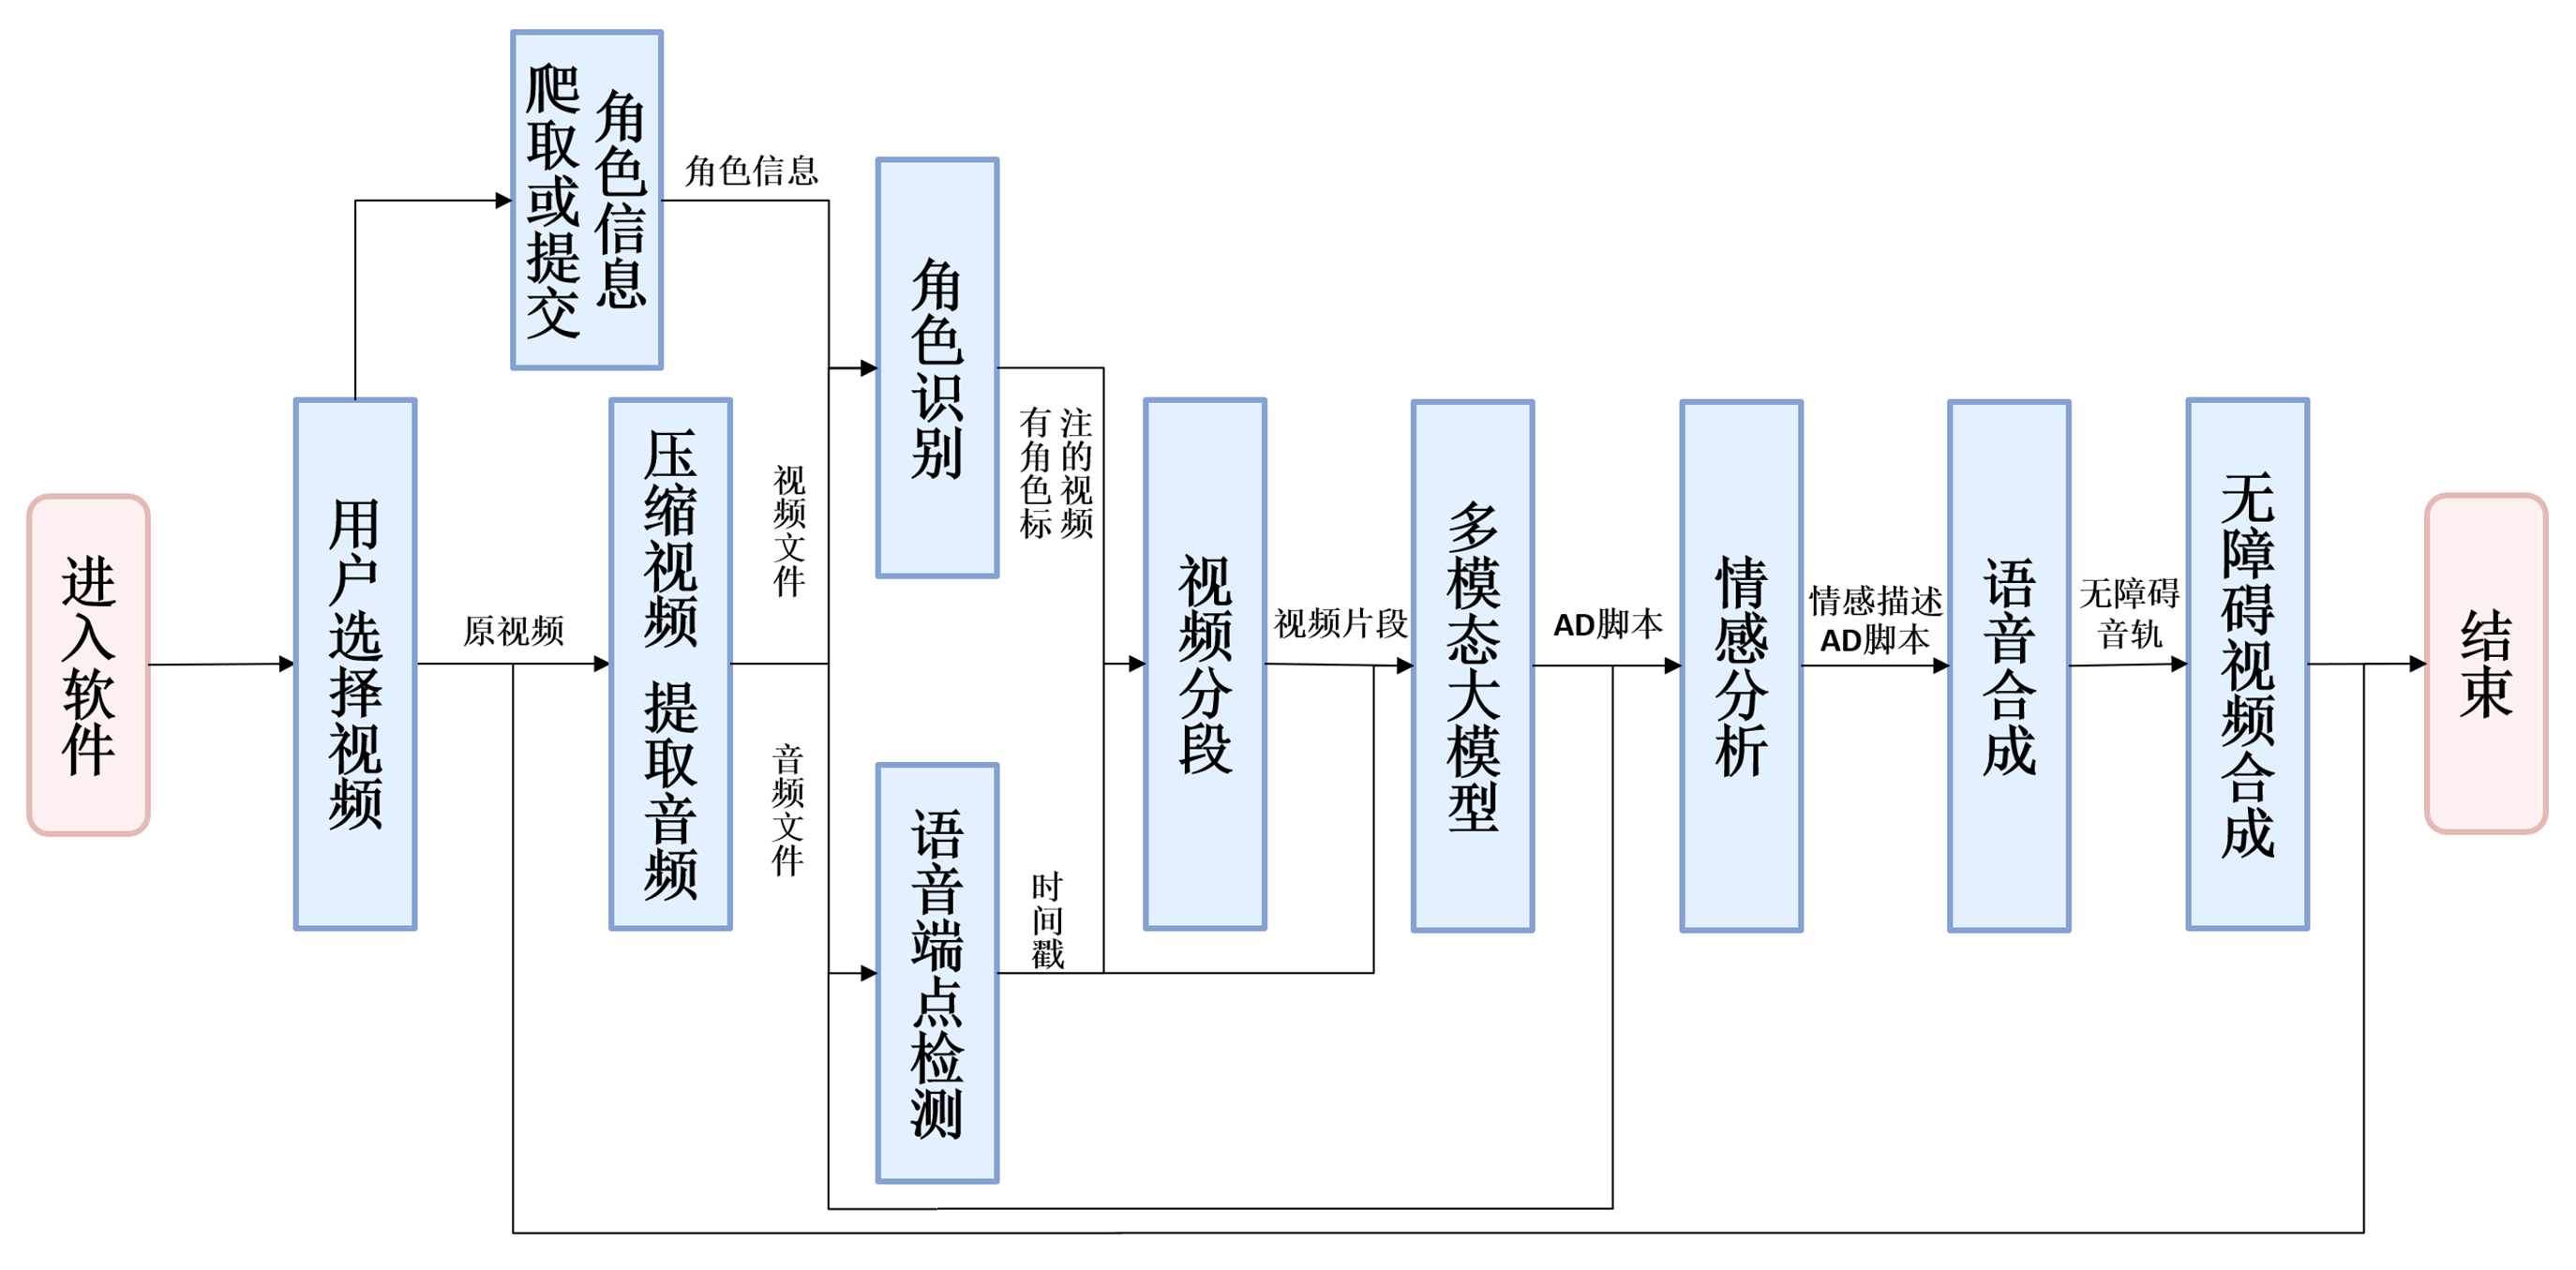 进入软件
用户选择视频
爬取或提交
角色信息
角色信息
原视频
压缩视频 提取音频
视频文件
音频文件
角色识别
有角色标
注的视频
语音端点检测
时间戳
视频分段
视频片段
多模态大模型
AD脚本
情感分析
情感描述
AD脚本
语音合成
无障碍
音轨
无障碍视频合成
结束